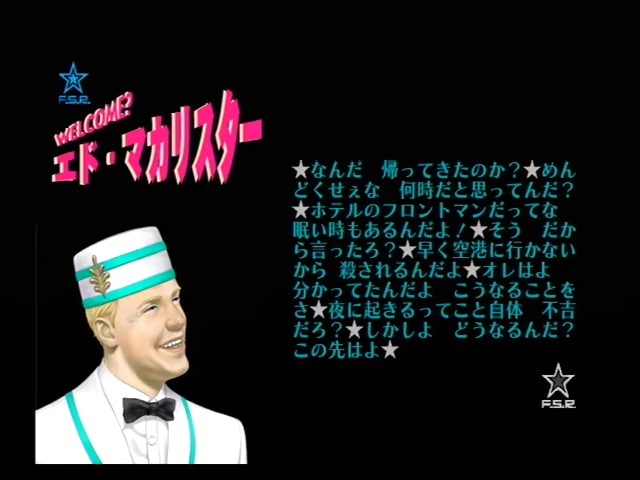 F.S.R.
WELCOME?
エド・マカリスター
★なんだ　帰ってきたのか？★めん
どくせぇな　何時だと思ってんだ？
★ホテルのフロントマンだってな
眠い時もあるんだよ！★そう　だか
ら言ったろ？★早く空港に行かない
から　殺されるんだよ★オレはよ
分かってたんだよ　こうなることを
さ★夜に起きるってこと自体　不吉
だろ？★しかしよ　どうなるんだ？
この先はよ★
F.S.R.